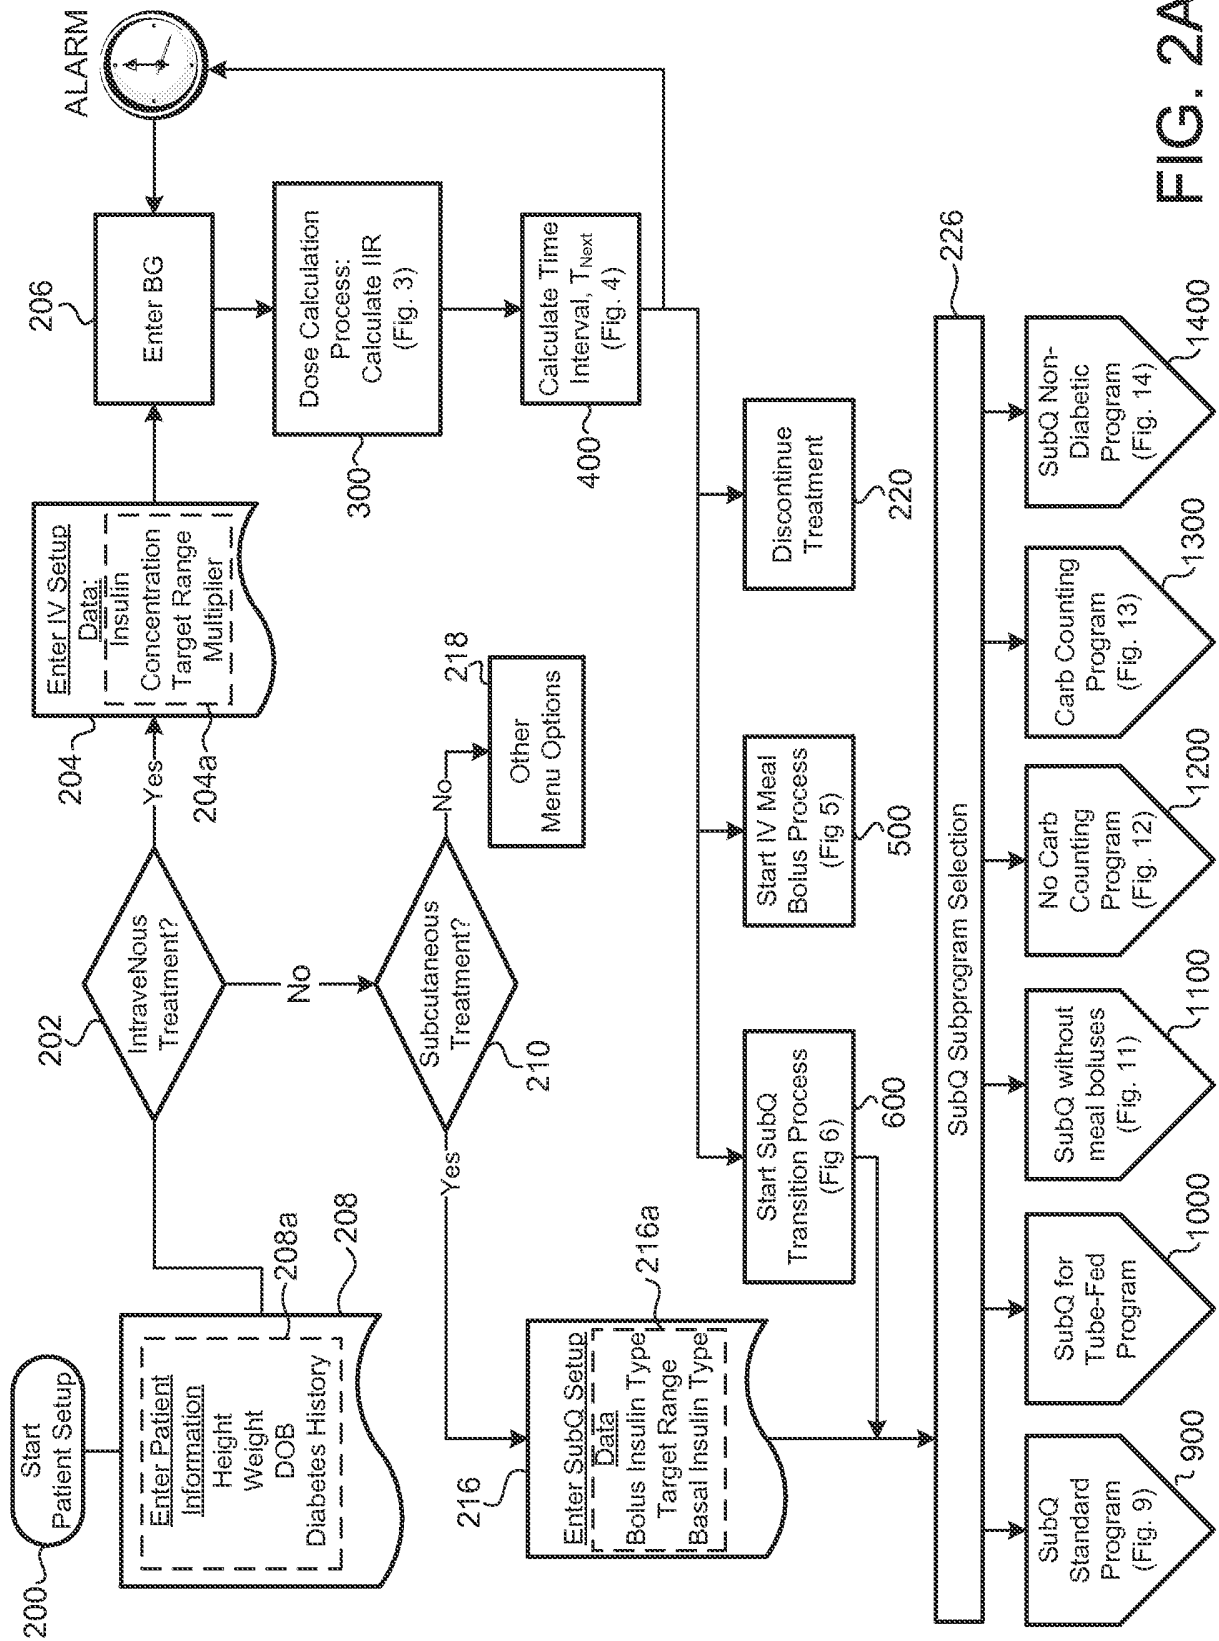 Start
Patient Setup
200
Enter Patient
Information
Height
Weight
DOB
Diabetes History
208a
208
IntraveNous
Treatment?
202
Yes
No
Enter IV Setup
Data:
Insulin
Concentration
Target Range
Multiplier
204
204a
Enter BG
206
ALARM
Dose Calculation
Process:
Calculate IIR
(Fig. 3)
300
Calculate Time
Interval, TNext
(Fig. 4)
400
Subcutaneous
Treatment?
210
Yes
No
Other
Menu Options
218
Enter SubQ Setup
Data
Bolus Insulin Type
Target Range
Basal Insulin Type
216
216a
Start SubQ
Transition Process
(Fig 6)
600
Start IV Meal
Bolus Process
(Fig 5)
500
Discontinue
Treatment
220
SubQ Subprogram Selection
226
SubQ
Standard
Program
(Fig. 9)
900
SubQ for
Tube-Fed
Program
1000
SubQ without
meal boluses
(Fig. 11)
1100
No Carb
Counting
Program
(Fig. 12)
1200
Carb Counting
Program
(Fig. 13)
1300
SubQ Non-
Diabetic
Program
(Fig. 14)
1400
FIG. 2A